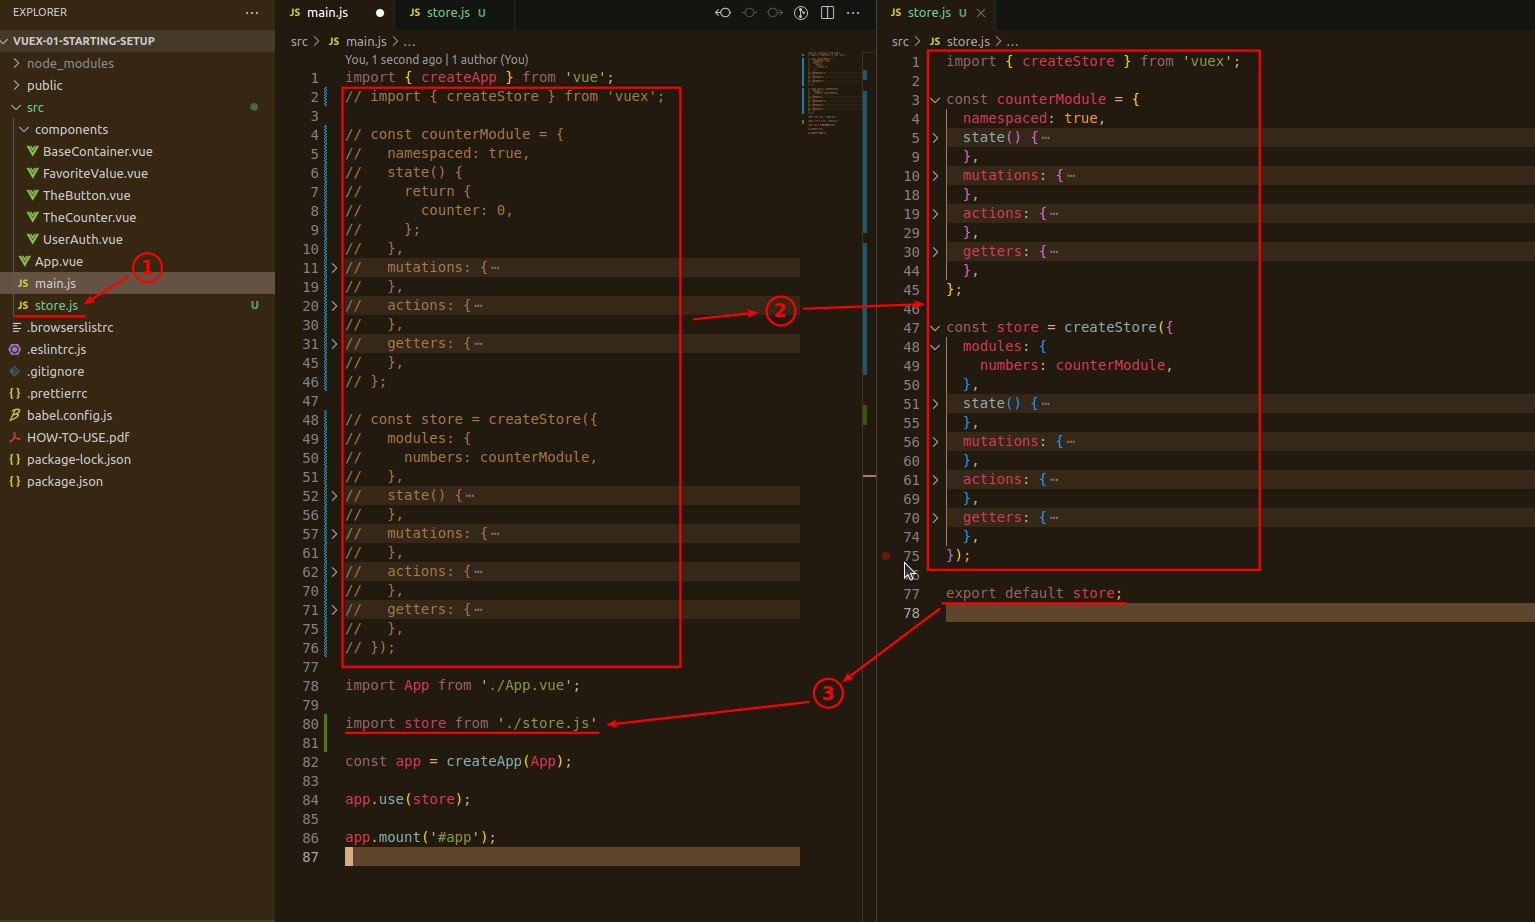 EXPLORER ···
VUEX-01-STARTING-SETUP
node_modules
public
src
components
BaseContainer.vue
FavoriteValue.vue
TheButton.vue
TheCounter.vue
UserAuth.vue
App.vue
JS main.js
JS store.js U
.browserslistrc
.eslintrc.js
.gitignore
{ } .prettierrc
babel.config.js
HOW-TO-USE.pdf
{ } package-lock.json
{ } package.json
1
JS main.js ● JS store.js U ···
src > JS main.js > ...
You, 1 second ago | 1 author (You)
1 import { createApp } from 'vue';
2 // import { createStore } from 'vuex';
3
4 // const counterModule = {
5 //   namespaced: true,
6 //   state() {
7 //     return {
8 //       counter: 0,
9 //     };
10 //   },
11 //   mutations: {···
19 //   },
20 //   actions: {···
30 //   },
31 //   getters: {···
45 //   },
46 // };
47
48 // const store = createStore({
49 //   modules: {
50 //     numbers: counterModule,
51 //   },
52 //   state() {···
56 //   },
57 //   mutations: {···
61 //   },
62 //   actions: {···
70 //   },
71 //   getters: {···
75 //   },
76 // });
77
78 import App from './App.vue';
79
80 import store from './store.js'
81
82 const app = createApp(App);
83
84 app.use(store);
85
86 app.mount('#app');
87
2
3
JS store.js U ×
src > JS store.js > ...
1 import { createStore } from 'vuex';
2
3 const counterModule = {
4   namespaced: true,
5   state() {···
9   },
10   mutations: {···
18   },
19   actions: {···
29   },
30   getters: {···
44   },
45 };
46
47 const store = createStore({
48   modules: {
49     numbers: counterModule,
50   },
51   state() {···
55   },
56   mutations: {···
60   },
61   actions: {···
69   },
70   getters: {···
74   },
75 });
77 export default store;
78